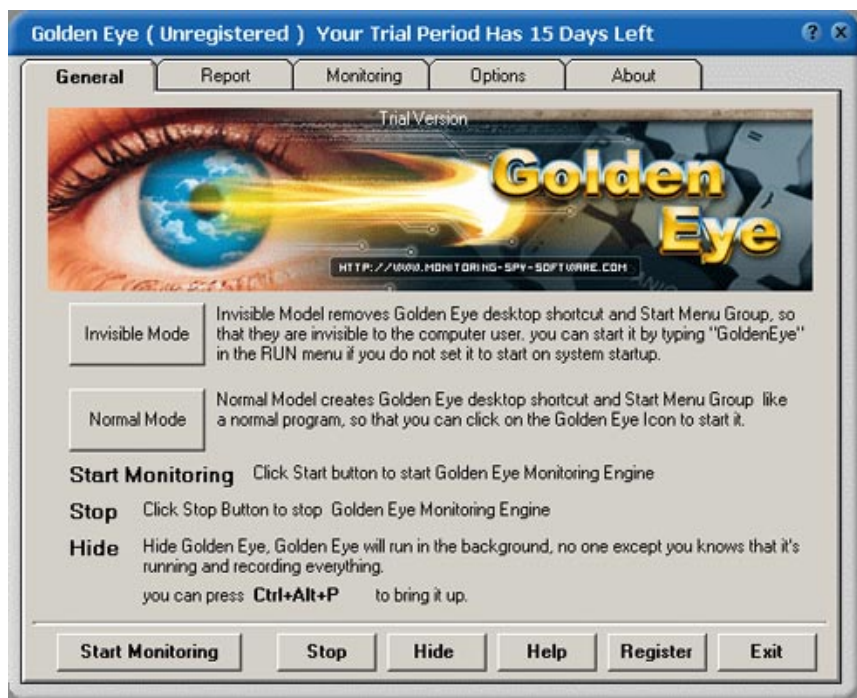 Golden Eye ( Unregistered ) Your Trial Period Has 15 Days Left
General Report Monitoring Options About
Trial Version
Golden
Eye
HTTP://WWW.MONITORING-SPY-SOFTWARE.COM
Invisible Mode
Invisible Model removes Golden Eye desktop shortcut and Start Menu Group, so
that they are invisible to the computer user. you can start it by typing "GoldenEye"
in the RUN menu if you do not set it to start on system startup.
Normal Mode
Normal Model creates Golden Eye desktop shortcut and Start Menu Group like
a normal program, so that you can click on the Golden Eye Icon to start it.
Start Monitoring Click Start button to start Golden Eye Monitoring Engine
Stop Click Stop Button to stop Golden Eye Monitoring Engine
Hide Hide Golden Eye, Golden Eye will run in the background, no one except you knows that it's
running and recording everything.
you can press Ctrl+Alt+P to bring it up.
Start Monitoring Stop Hide Help Register Exit